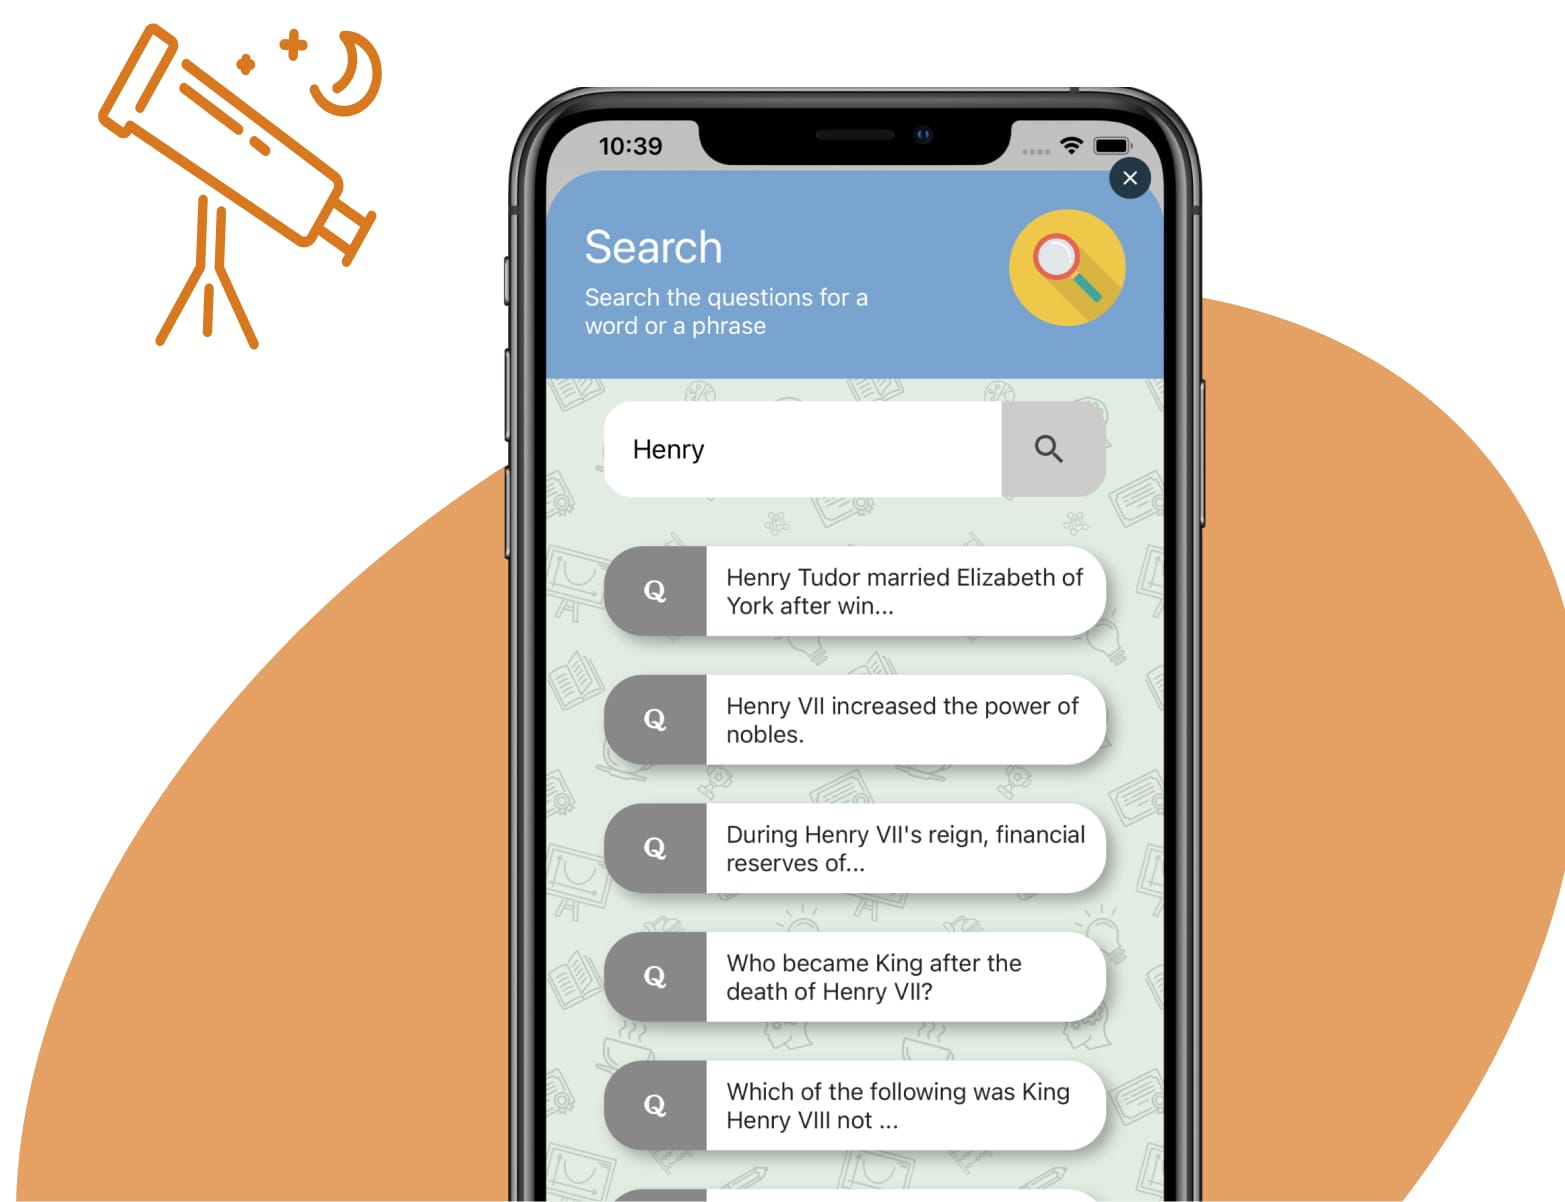 10:39
Search
Search the questions for a
word or a phrase
Henry
Q
Henry Tudor married Elizabeth of
York after win...
Q
Henry VII increased the power of
nobles.
Q
During Henry VII's reign, financial
reserves of...
Q
Who became King after the
death of Henry VII?
Q
Which of the following was King
Henry VIII not ...